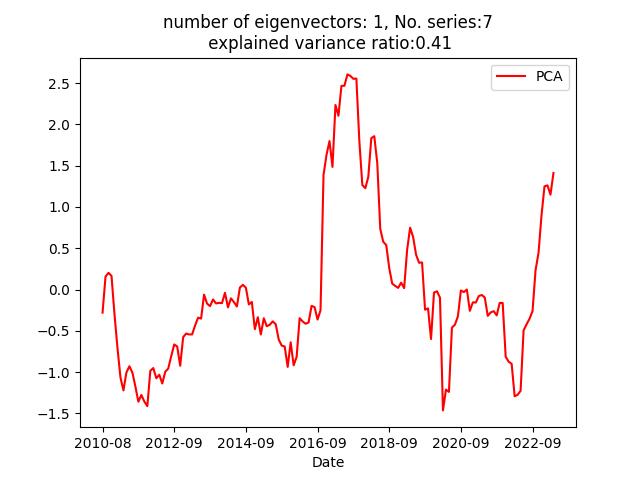 number of eigenvectors: 1, No. series:7
explained variance ratio:0.41
PCA
2.5
2.0
1.5
1.0
0.5
0.0
−0.5
−1.0
−1.5
2010-08 2012-09 2014-09 2016-09 2018-09 2020-09 2022-09
Date